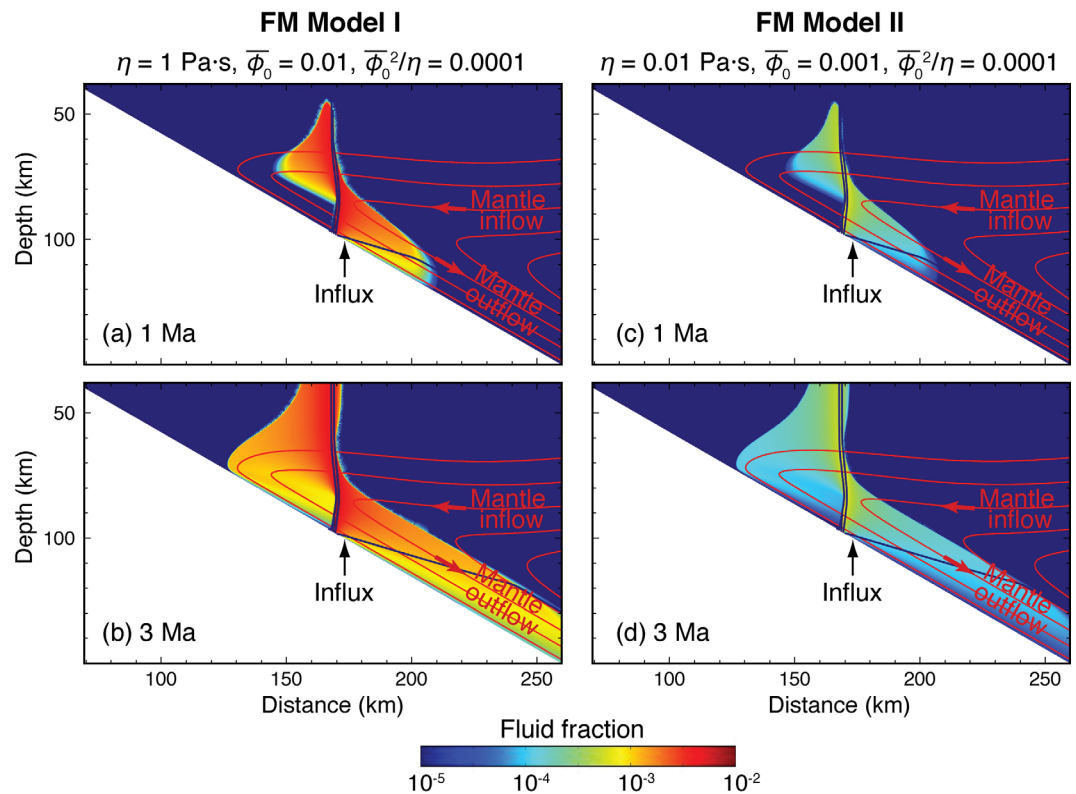 FM Model I
η = 1 Pa·s, ϕ̅₀ = 0.01, ϕ̅₀²/η = 0.0001
FM Model II
η = 0.01 Pa·s, ϕ̅₀ = 0.001, ϕ̅₀²/η = 0.0001
50
100
Depth (km)
Mantle
inflow
Mantle
outflow
Influx
(a) 1 Ma
Mantle
inflow
Mantle
outflow
Influx
(c) 1 Ma
50
100
Depth (km)
Mantle
inflow
Mantle
outflow
Influx
(b) 3 Ma
100 150 200 250
Distance (km)
Mantle
inflow
Mantle
outflow
Influx
(d) 3 Ma
100 150 200 250
Distance (km)
Fluid fraction
10⁻⁵ 10⁻⁴ 10⁻³ 10⁻²